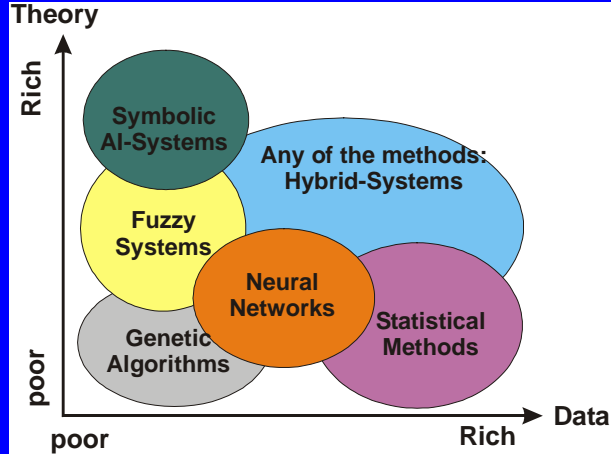 Theory
Rich
Symbolic
AI-Systems
Any of the methods:
Hybrid-Systems
Fuzzy
Systems
Neural
Networks
Statistical
Methods
Genetic
Algorithms
poor
Data
poor
Rich